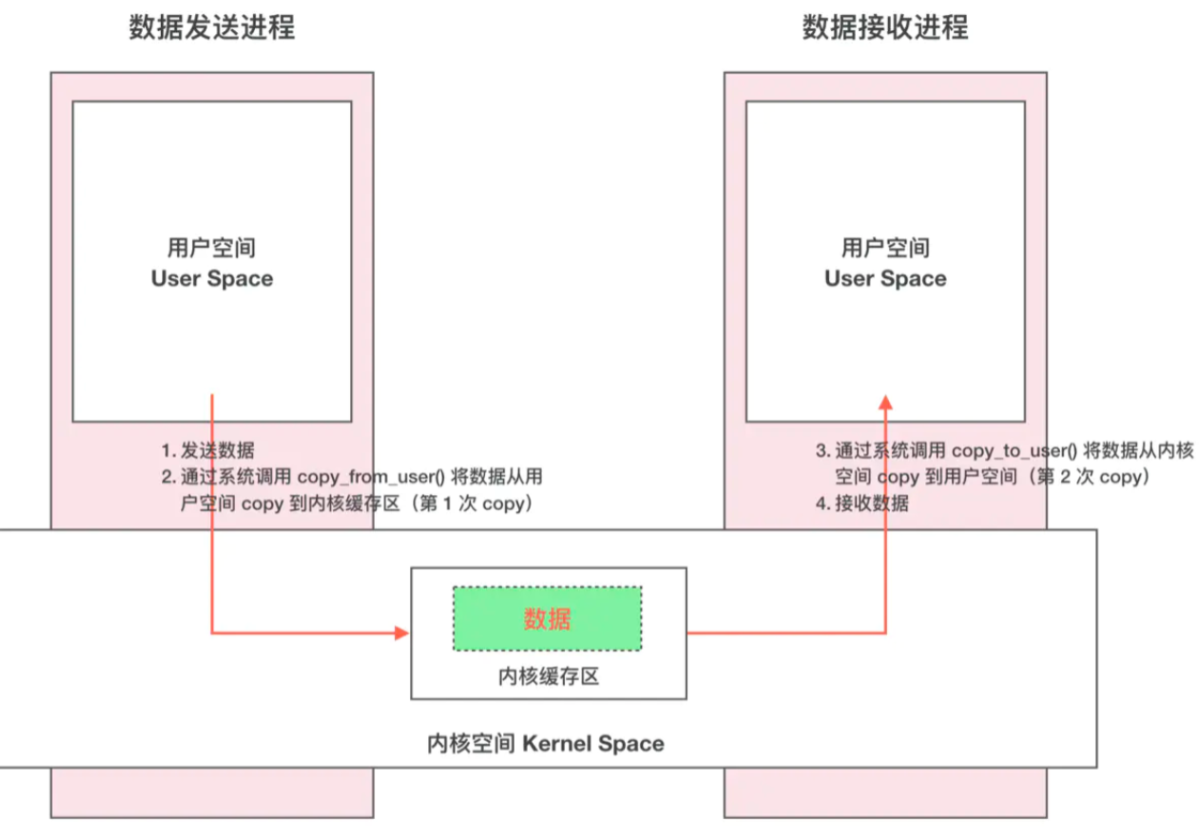 数据发送进程
数据接收进程
用户空间
User Space
用户空间
User Space
1. 发送数据
2. 通过系统调用 copy_from_user() 将数据从用
户空间 copy 到内核缓存区（第 1 次 copy）
3. 通过系统调用 copy_to_user() 将数据从内核
空间 copy 到用户空间（第 2 次 copy）
4. 接收数据
数据
内核缓存区
内核空间 Kernel Space